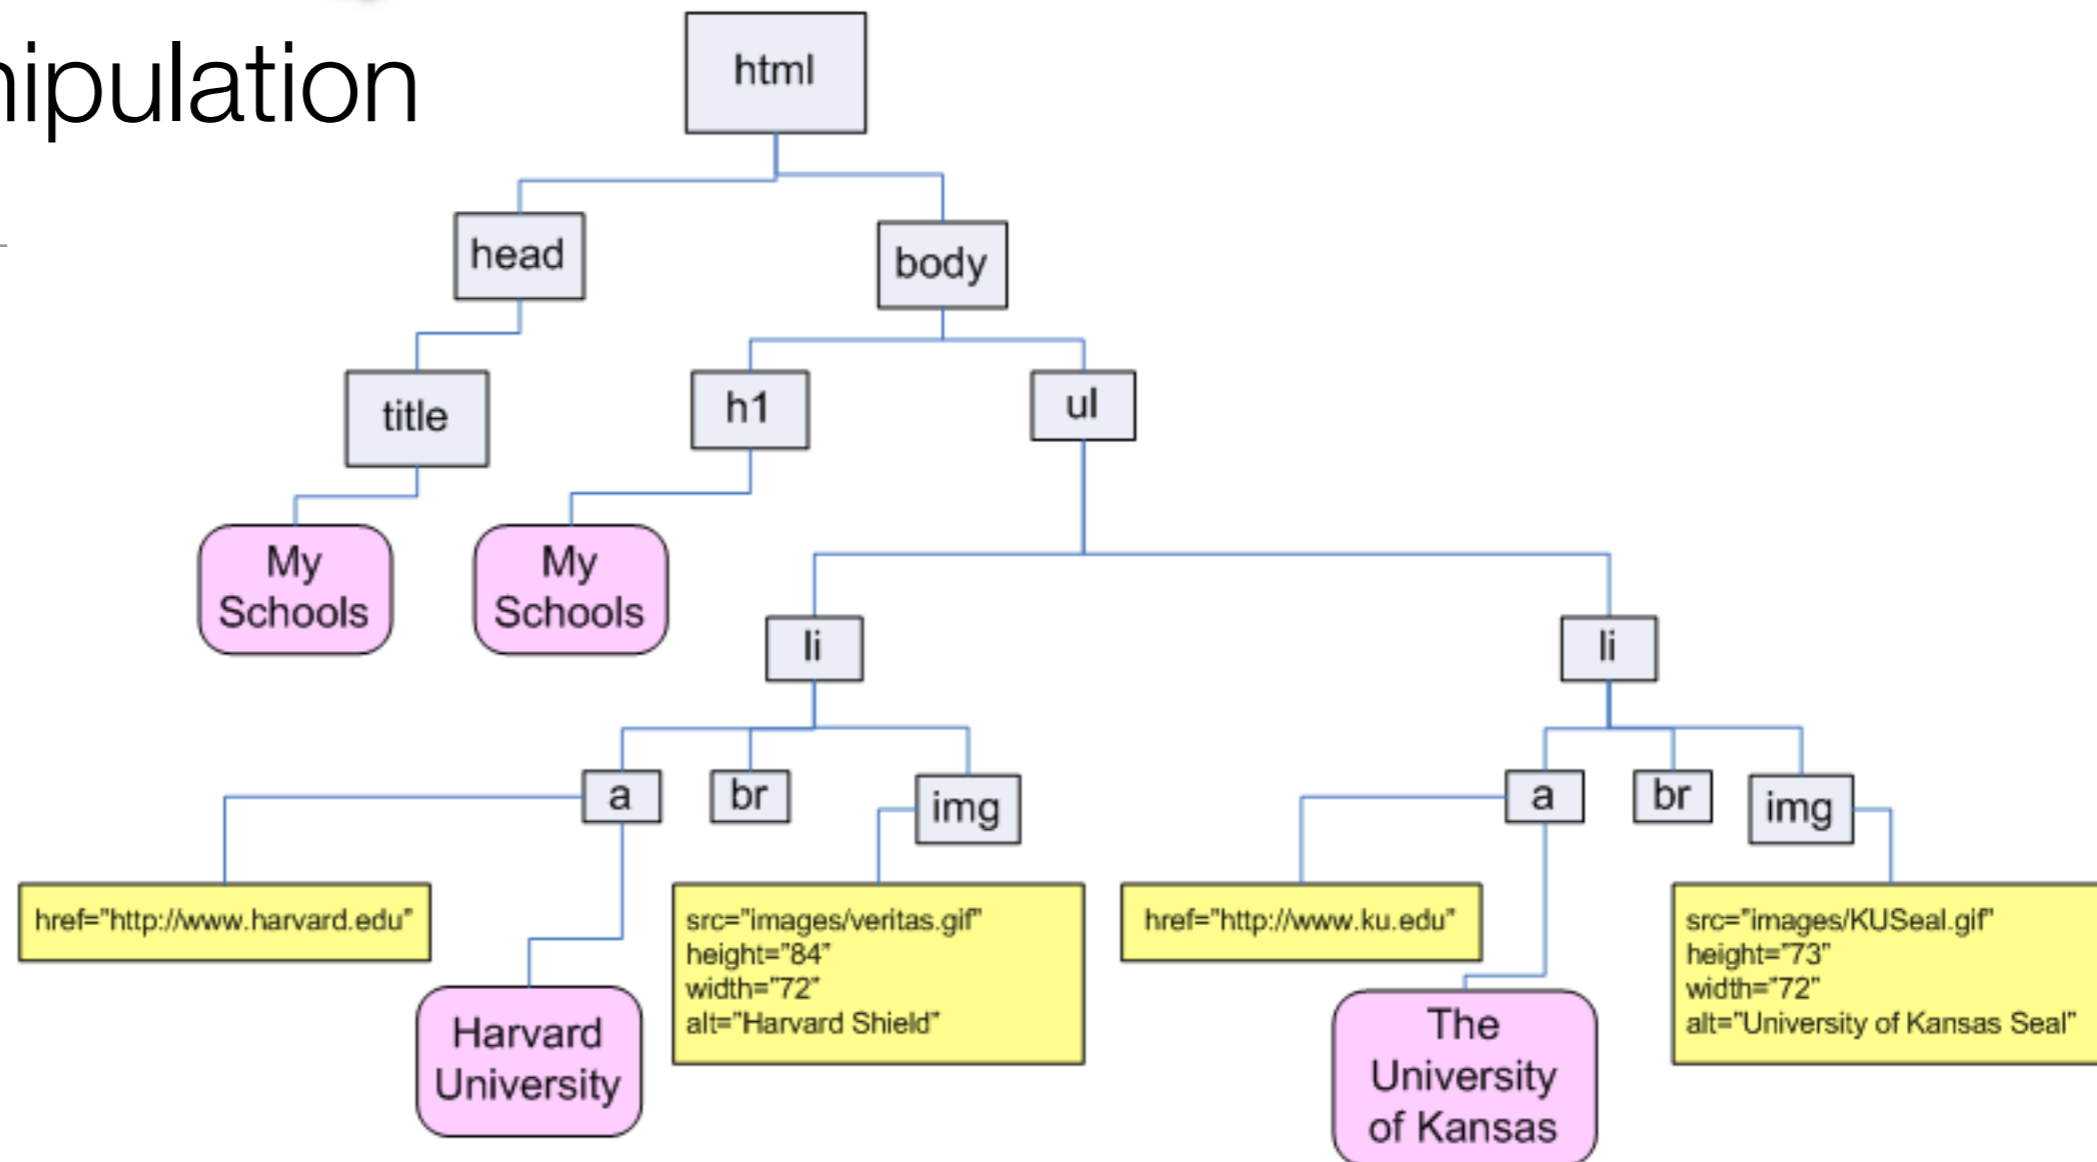 nipulation
html
head
body
title
h1
ul
My
Schools
My
Schools
li
li
a
br
img
a
br
img
href="http://www.harvard.edu"
src="images/veritas.gif"
height="84"
width="72"
alt="Harvard Shield"
href="http://www.ku.edu"
src="images/KUSeal.gif"
height="73"
width="72"
alt="University of Kansas Seal"
Harvard
University
The
University
of Kansas